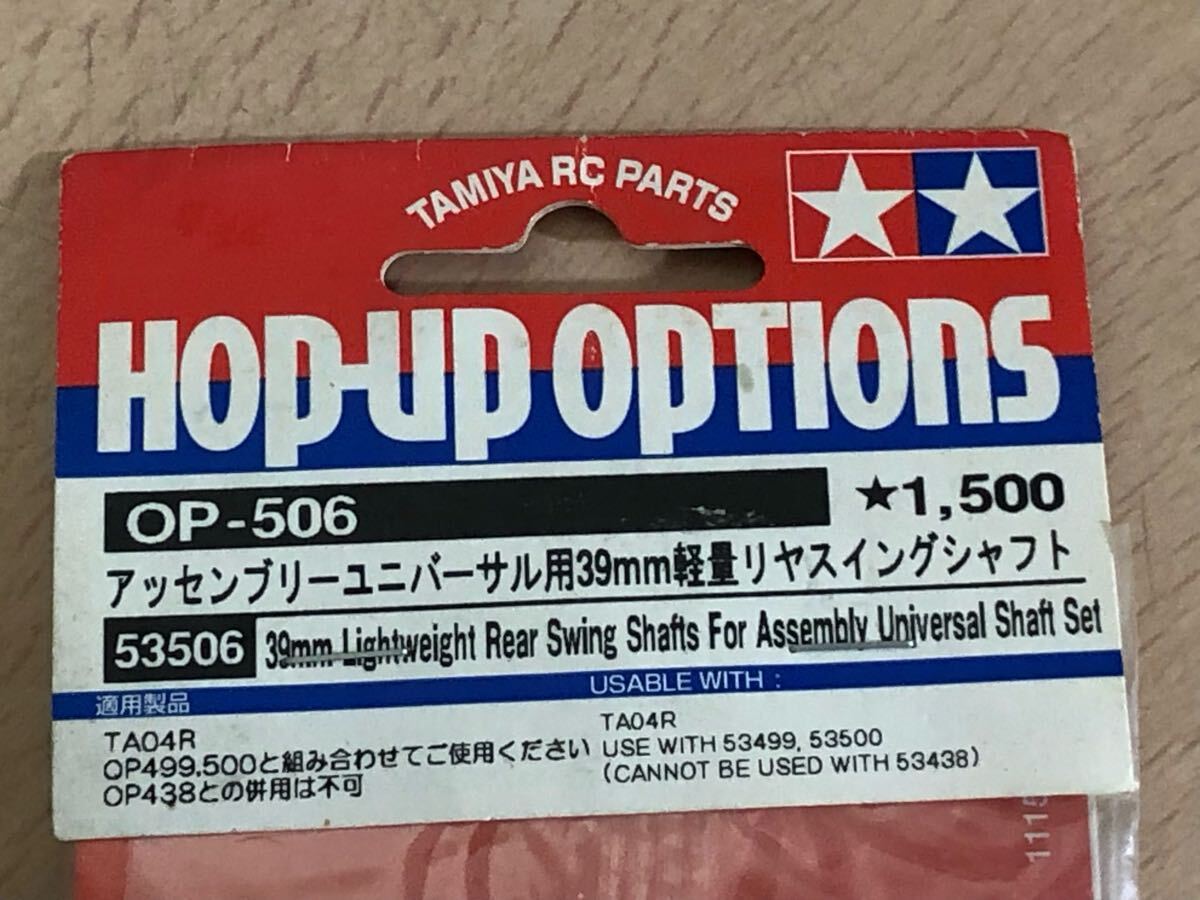 TAMIYA RC PARTS
HOP-UP OPTIONS
OP-506
★1,500
アッセンブリーユニバーサル用39mm軽量リヤスイングシャフト
53506
39mm Lightweight Rear Swing Shafts For Assembly Universal Shaft Set
適用製品
USABLE WITH :
TA04R
OP499,500と組み合わせてご使用ください
OP438との併用は不可
TA04R
USE WITH 53499, 53500
(CANNOT BE USED WITH 53438)
1115